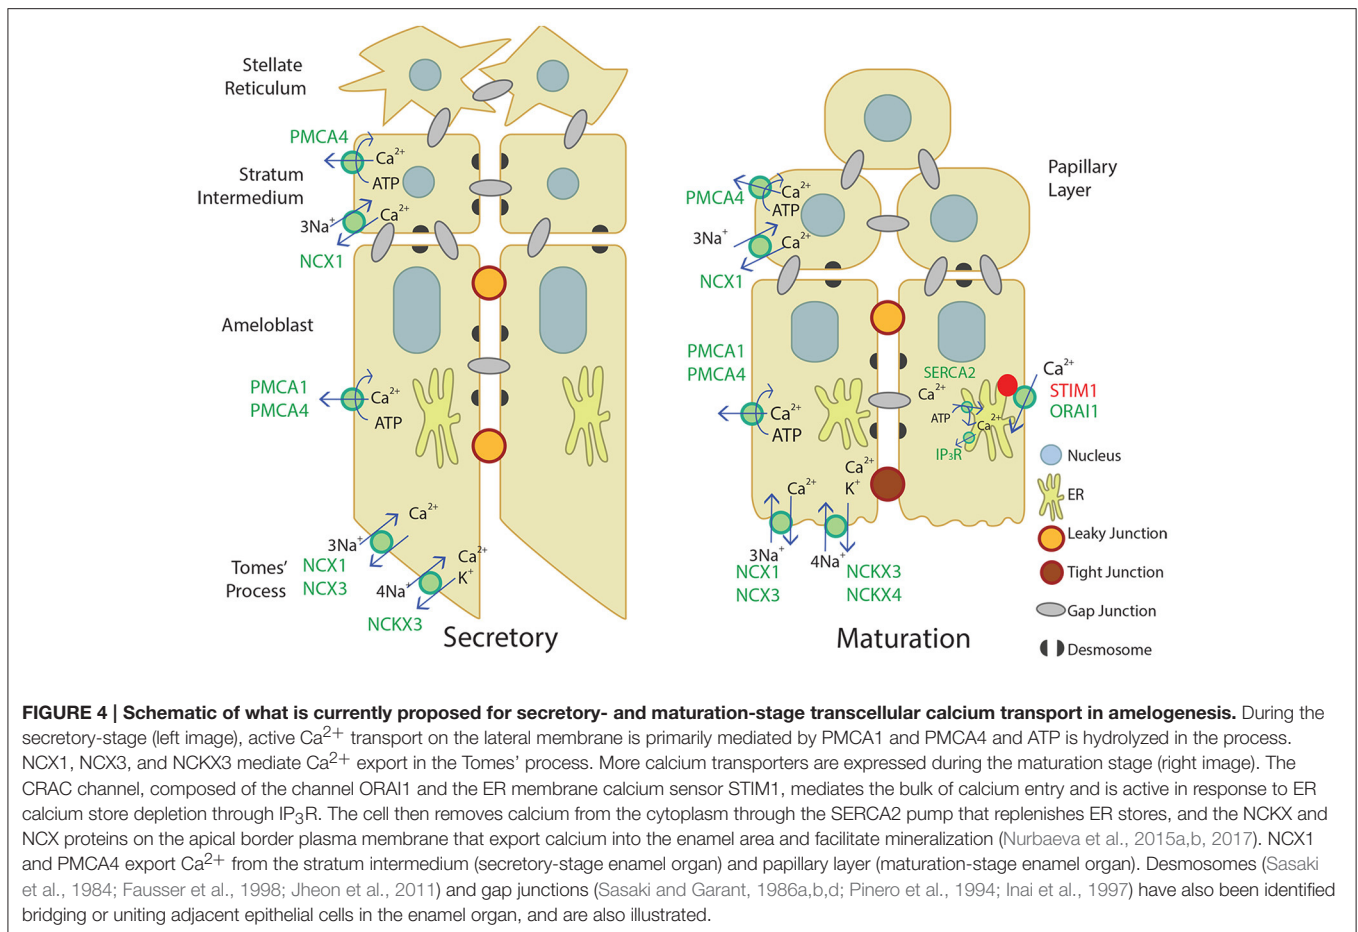 Stellate
Reticulum
PMCA4
Ca2+
ATP
Stratum
Intermedium
3Na+
Ca2+
NCX1
Ameloblast
PMCA1
PMCA4
Ca2+
ATP
Ca2+
3Na+
NCX1
NCX3
Tomes'
Process
Ca2+
K+
4Na+
NCKX3
Secretory
Papillary
Layer
PMCA4
Ca2+
ATP
3Na+
Ca2+
NCX1
PMCA1
PMCA4
Ca2+
ATP
SERCA2
Ca2+
ATP
Ca2+
IP3R
Ca2+
STIM1
ORAI1
Ca2+
3Na+
NCX1
NCX3
Ca2+
K+
4Na+
NCKX3
NCKX4
Maturation
Nucleus
ER
Leaky Junction
Tight Junction
Gap Junction
Desmosome
FIGURE 4 | Schematic of what is currently proposed for secretory- and maturation-stage transcellular calcium transport in amelogenesis. During the
secretory-stage (left image), active Ca2+ transport on the lateral membrane is primarily mediated by PMCA1 and PMCA4 and ATP is hydrolyzed in the process.
NCX1, NCX3, and NCKX3 mediate Ca2+ export in the Tomes' process. More calcium transporters are expressed during the maturation stage (right image). The
CRAC channel, composed of the channel ORAI1 and the ER membrane calcium sensor STIM1, mediates the bulk of calcium entry and is active in response to ER
calcium store depletion through IP3R. The cell then removes calcium from the cytoplasm through the SERCA2 pump that replenishes ER stores, and the NCKX and
NCX proteins on the apical border plasma membrane that export calcium into the enamel area and facilitate mineralization (Nurbaeva et al., 2015a,b, 2017). NCX1
and PMCA4 export Ca2+ from the stratum intermedium (secretory-stage enamel organ) and papillary layer (maturation-stage enamel organ). Desmosomes (Sasaki
et al., 1984; Fausser et al., 1998; Jheon et al., 2011) and gap junctions (Sasaki and Garant, 1986a,b,d; Pinero et al., 1994; Inai et al., 1997) have also been identified
bridging or uniting adjacent epithelial cells in the enamel organ, and are also illustrated.